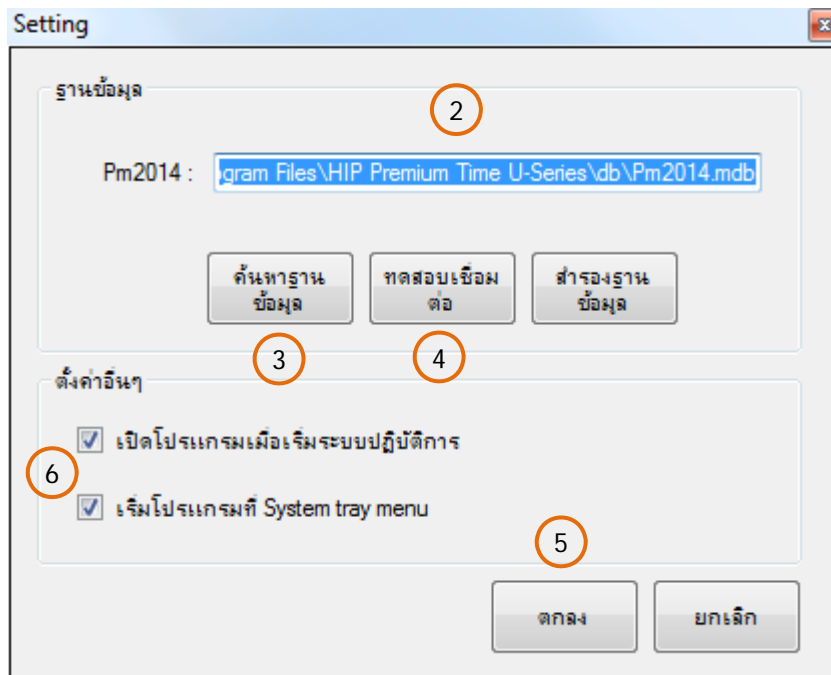 Setting
ฐานข้อมูล
2
Pm2014 : ogram Files\HIP Premium Time U-Series\db\Pm2014.mdb
ค้นหาฐาน
ข้อมูล
ทดสอบเชื่อม
ต่อ
สำรองฐาน
ข้อมูล
3
4
ตั้งค่าอื่นๆ
เปิดโปรแกรมเมื่อเริ่มระบบปฏิบัติการ
6
เริ่มโปรแกรมที่ System tray menu
5
ตกลง
ยกเลิก